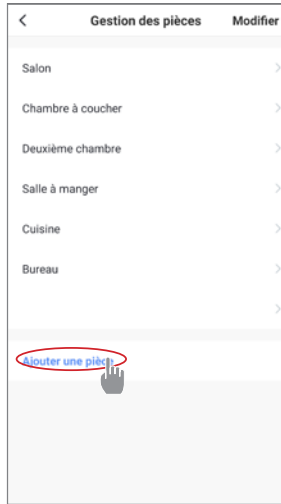 Gestion des pièces Modifier
Salon
Chambre à coucher
Deuxième chambre
Salle à manger
Cuisine
Bureau
Ajouter une pièce